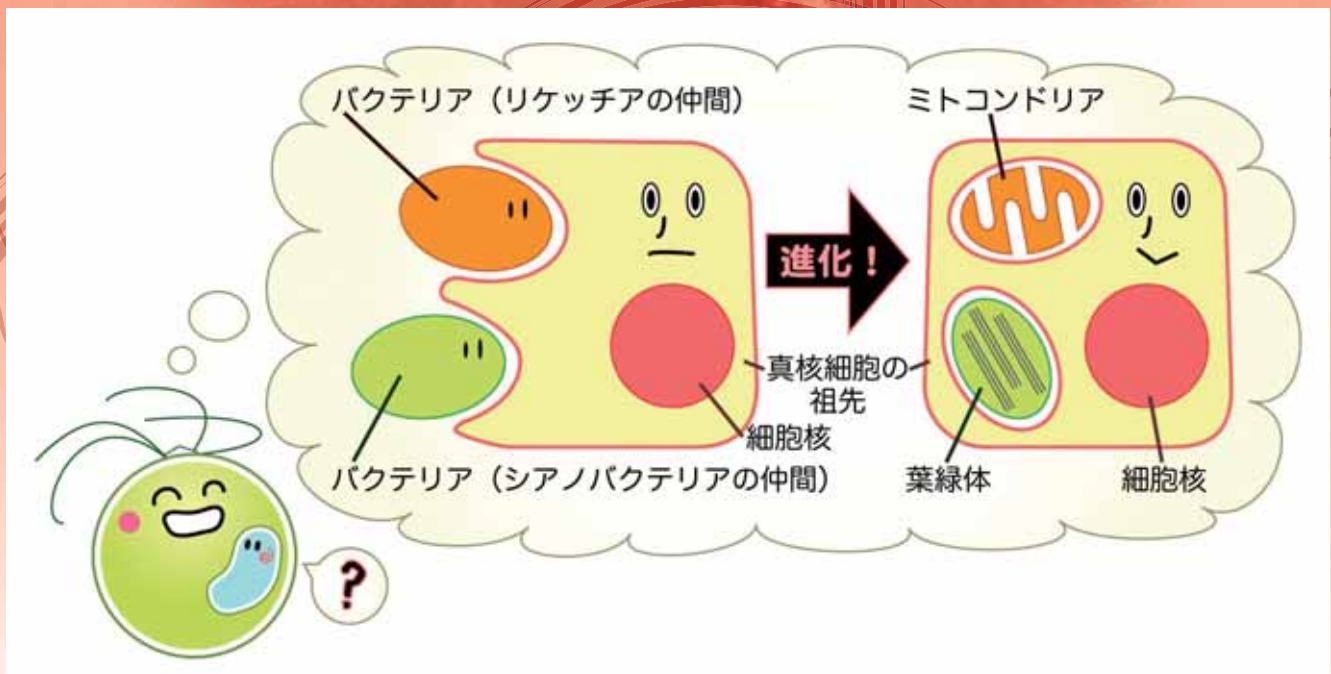 バクテリア（リケッチアの仲間）
ミトコンドリア
進化！
真核細胞の
祖先
細胞核
バクテリア（シアノバクテリアの仲間）
葉緑体
細胞核
?